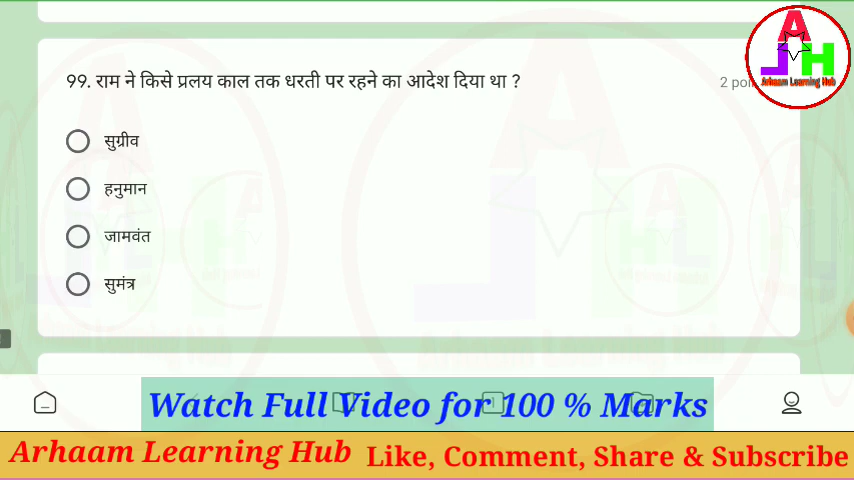 99. राम ने किसे प्रलय काल तक धरती पर रहने का आदेश दिया था ?
2 poi
सुग्रीव
हनुमान
जामवंत
सुमंत्र
A
J H
Arhaam Learning Hub
Watch Full Video for 100 % Marks
Arhaam Learning Hub Like, Comment, Share & Subscribe